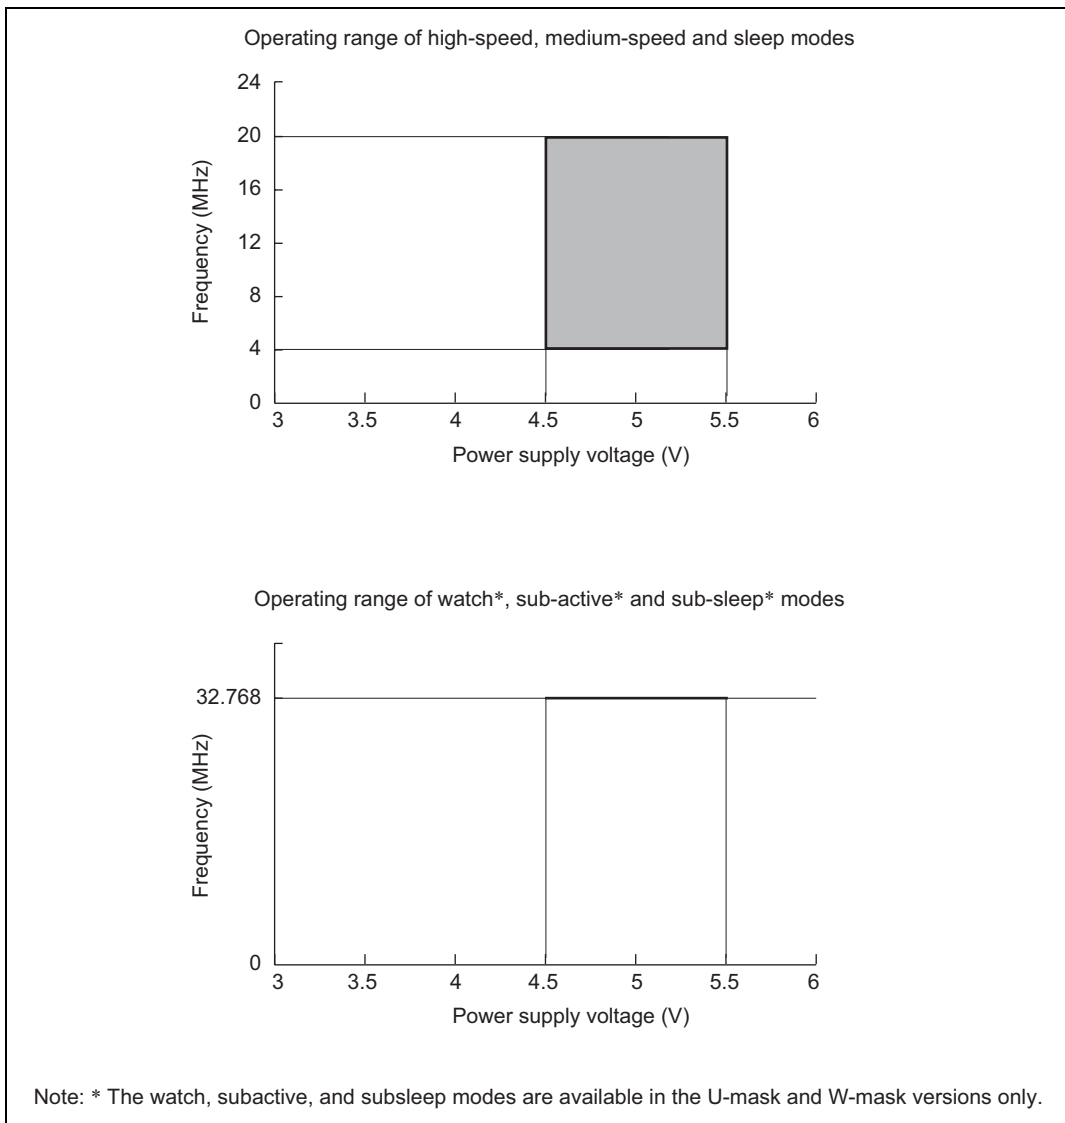 Operating range of high-speed, medium-speed and sleep modes
24
20
16
12
8
4
0
Frequency (MHz)
3 3.5 4 4.5 5 5.5 6
Power supply voltage (V)
Operating range of watch*, sub-active* and sub-sleep* modes
32.768
0
Frequency (MHz)
3 3.5 4 4.5 5 5.5 6
Power supply voltage (V)
Note: * The watch, subactive, and subsleep modes are available in the U-mask and W-mask versions only.